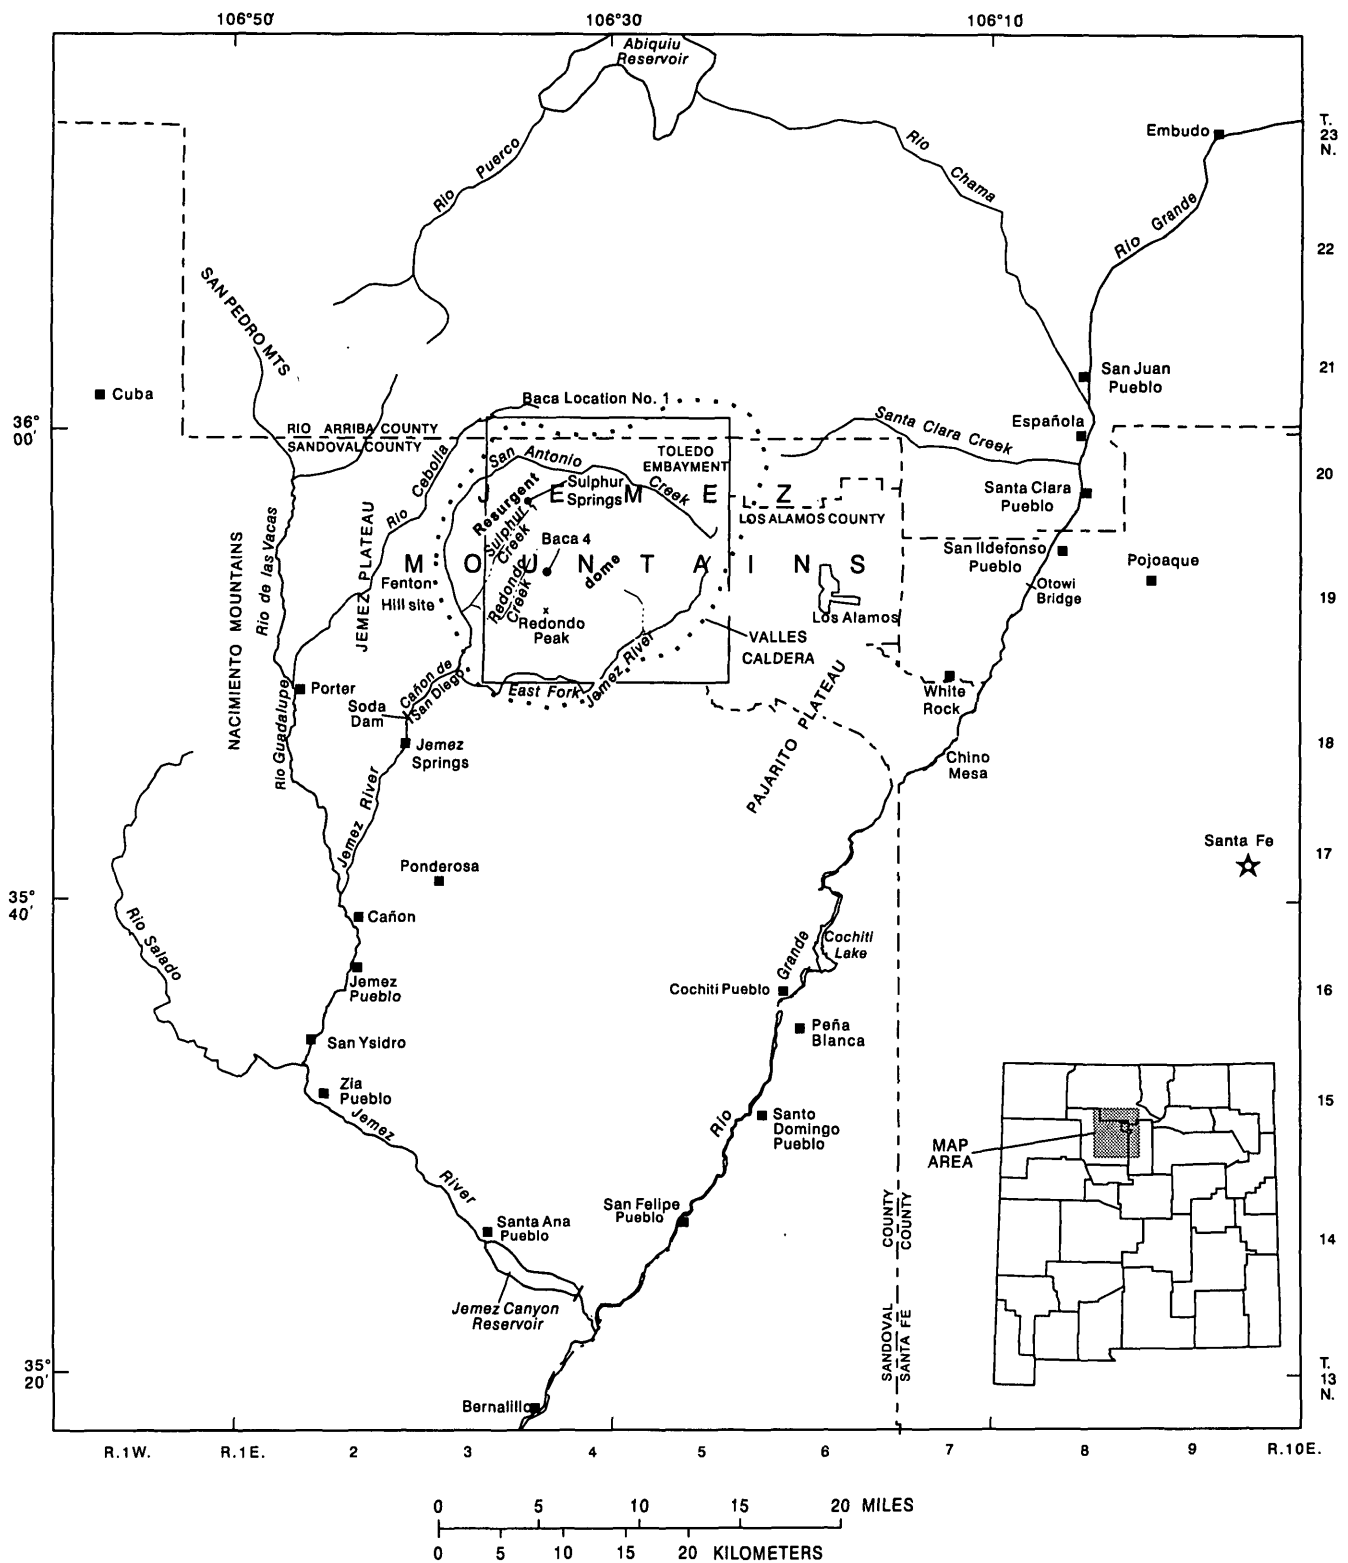 106°50'
106°30'
106°10'
Abiquiu
Reservoir
Embudo
T.
23
N.
Rio Puerco
Rio Chama
Rio Grande
22
SAN PEDRO MTS
21
San Juan
Pueblo
Cuba
Baca Location No. 1
36°
00'
RIO ARRIBA COUNTY
SANDOVAL COUNTY
Santa Clara Creek
Española
20
Rio Cebolla
San Antonio Creek
TOLEDO
EMBAYMENT
Sulphur
Springs
Santa Clara
Pueblo
JEMEZ
LOS ALAMOS COUNTY
Resurgent dome
Sulphur
Creek
Baca 4
San Ildefonso
Pueblo
Pojoaque
MOUNTAINS
Otowi
Bridge
Fenton
Hill site
Redondo
Creek
Redondo
Peak
Los Alamos
19
NACIMIENTO MOUNTAINS
Rio de las Vacas
JEMEZ PLATEAU
VALLES
CALDERA
Cañon de
San Diego
East Fork Jemez River
Porter
White
Rock
Soda
Dam
Rio Guadalupe
Jemez
Springs
PAJARITO PLATEAU
Chino
Mesa
18
Jemez River
Santa Fe
17
Ponderosa
35°
40'
Cañon
Rio Salado
Cochiti
Lake
Jemez
Pueblo
Cochiti Pueblo
16
Peña
Blanca
San Ysidro
Zia
Pueblo
Jemez River
15
Rio Grande
Santo
Domingo
Pueblo
MAP
AREA
San Felipe
Pueblo
Santa Ana
Pueblo
14
Jemez Canyon
Reservoir
SANDOVAL COUNTY
SANTA FE COUNTY
35°
20'
T.
13
N.
Bernalillo
R.1W.
R.1E.
2
3
4
5
6
7
8
9
R.10E.
0 5 10 15 20 MILES
0 5 10 15 20 KILOMETERS